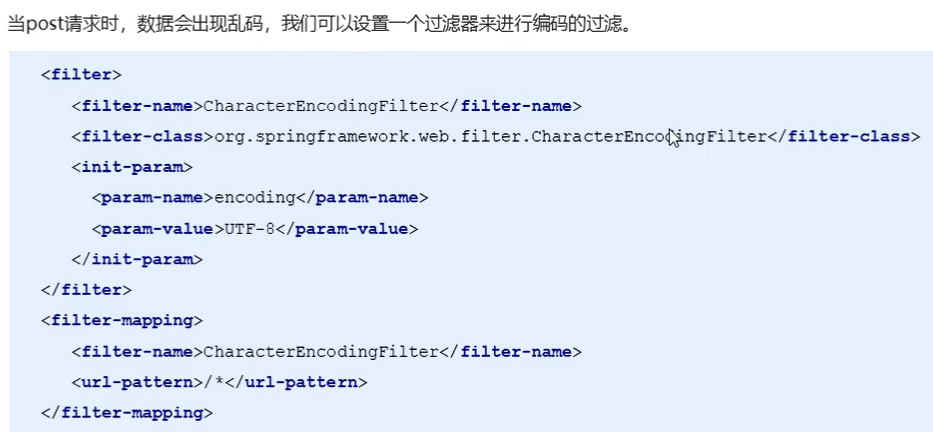 当post请求时，数据会出现乱码，我们可以设置一个过滤器来进行编码的过滤。
<filter>
<filter-name>CharacterEncodingFilter</filter-name>
<filter-class>org.springframework.web.filter.CharacterEncodingFilter</filter-class>
<init-param>
<param-name>encoding</param-name>
<param-value>UTF-8</param-value>
</init-param>
</filter>
<filter-mapping>
<filter-name>CharacterEncodingFilter</filter-name>
<url-pattern>/*</url-pattern>
</filter-mapping>